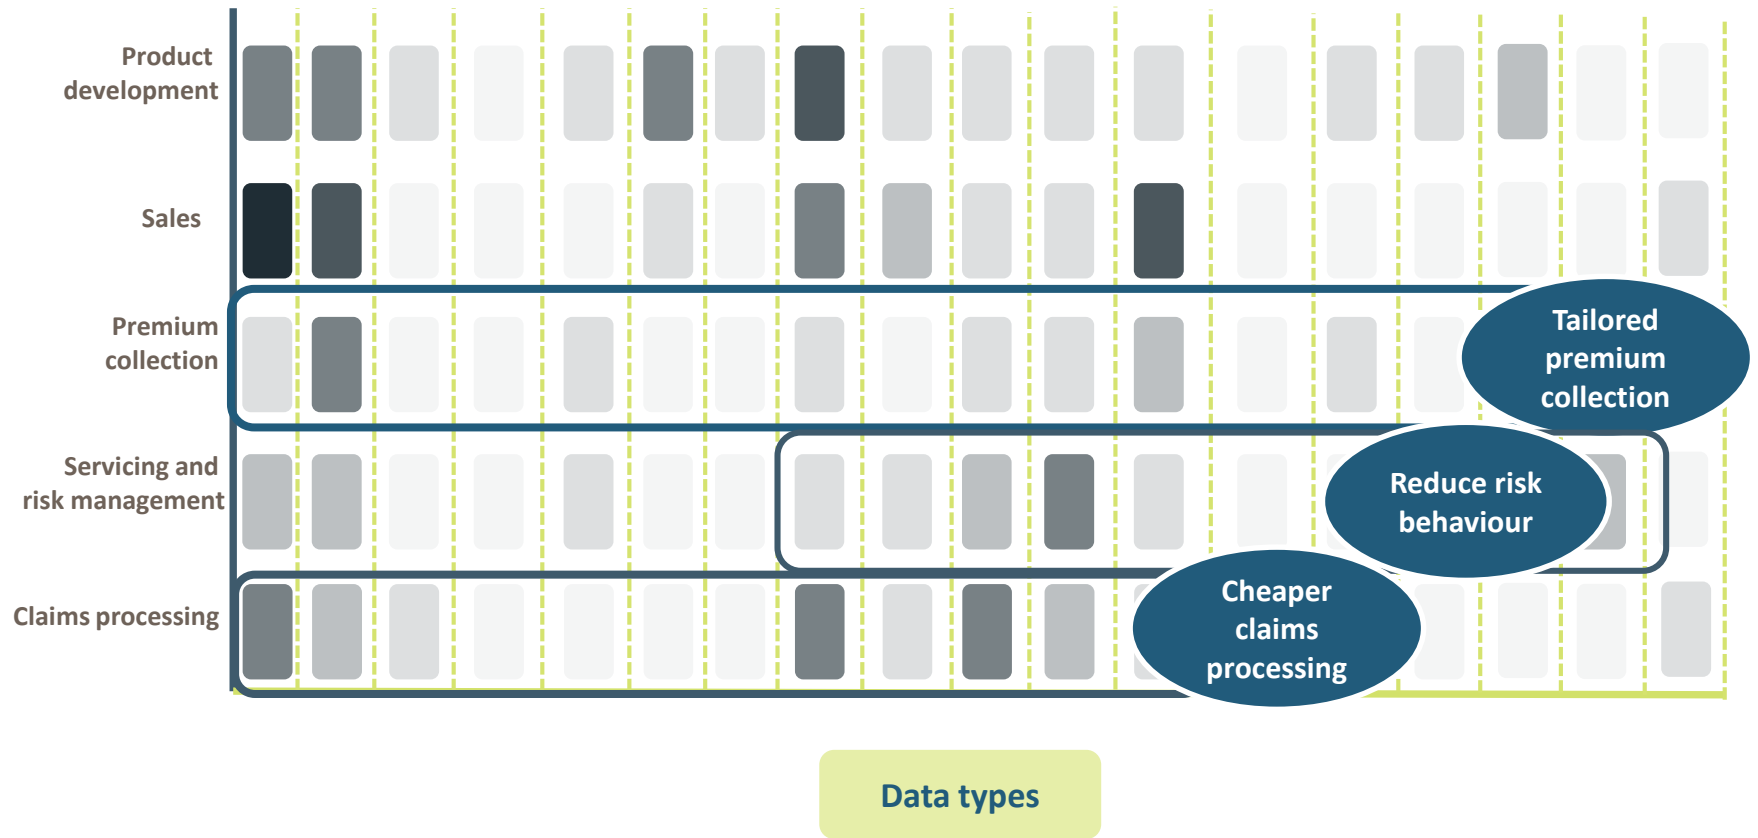 Product
development
Sales
Premium
collection
Tailored
premium
collection
Servicing and
risk management
Reduce risk
behaviour
Claims processing
Cheaper
claims
processing
Data types